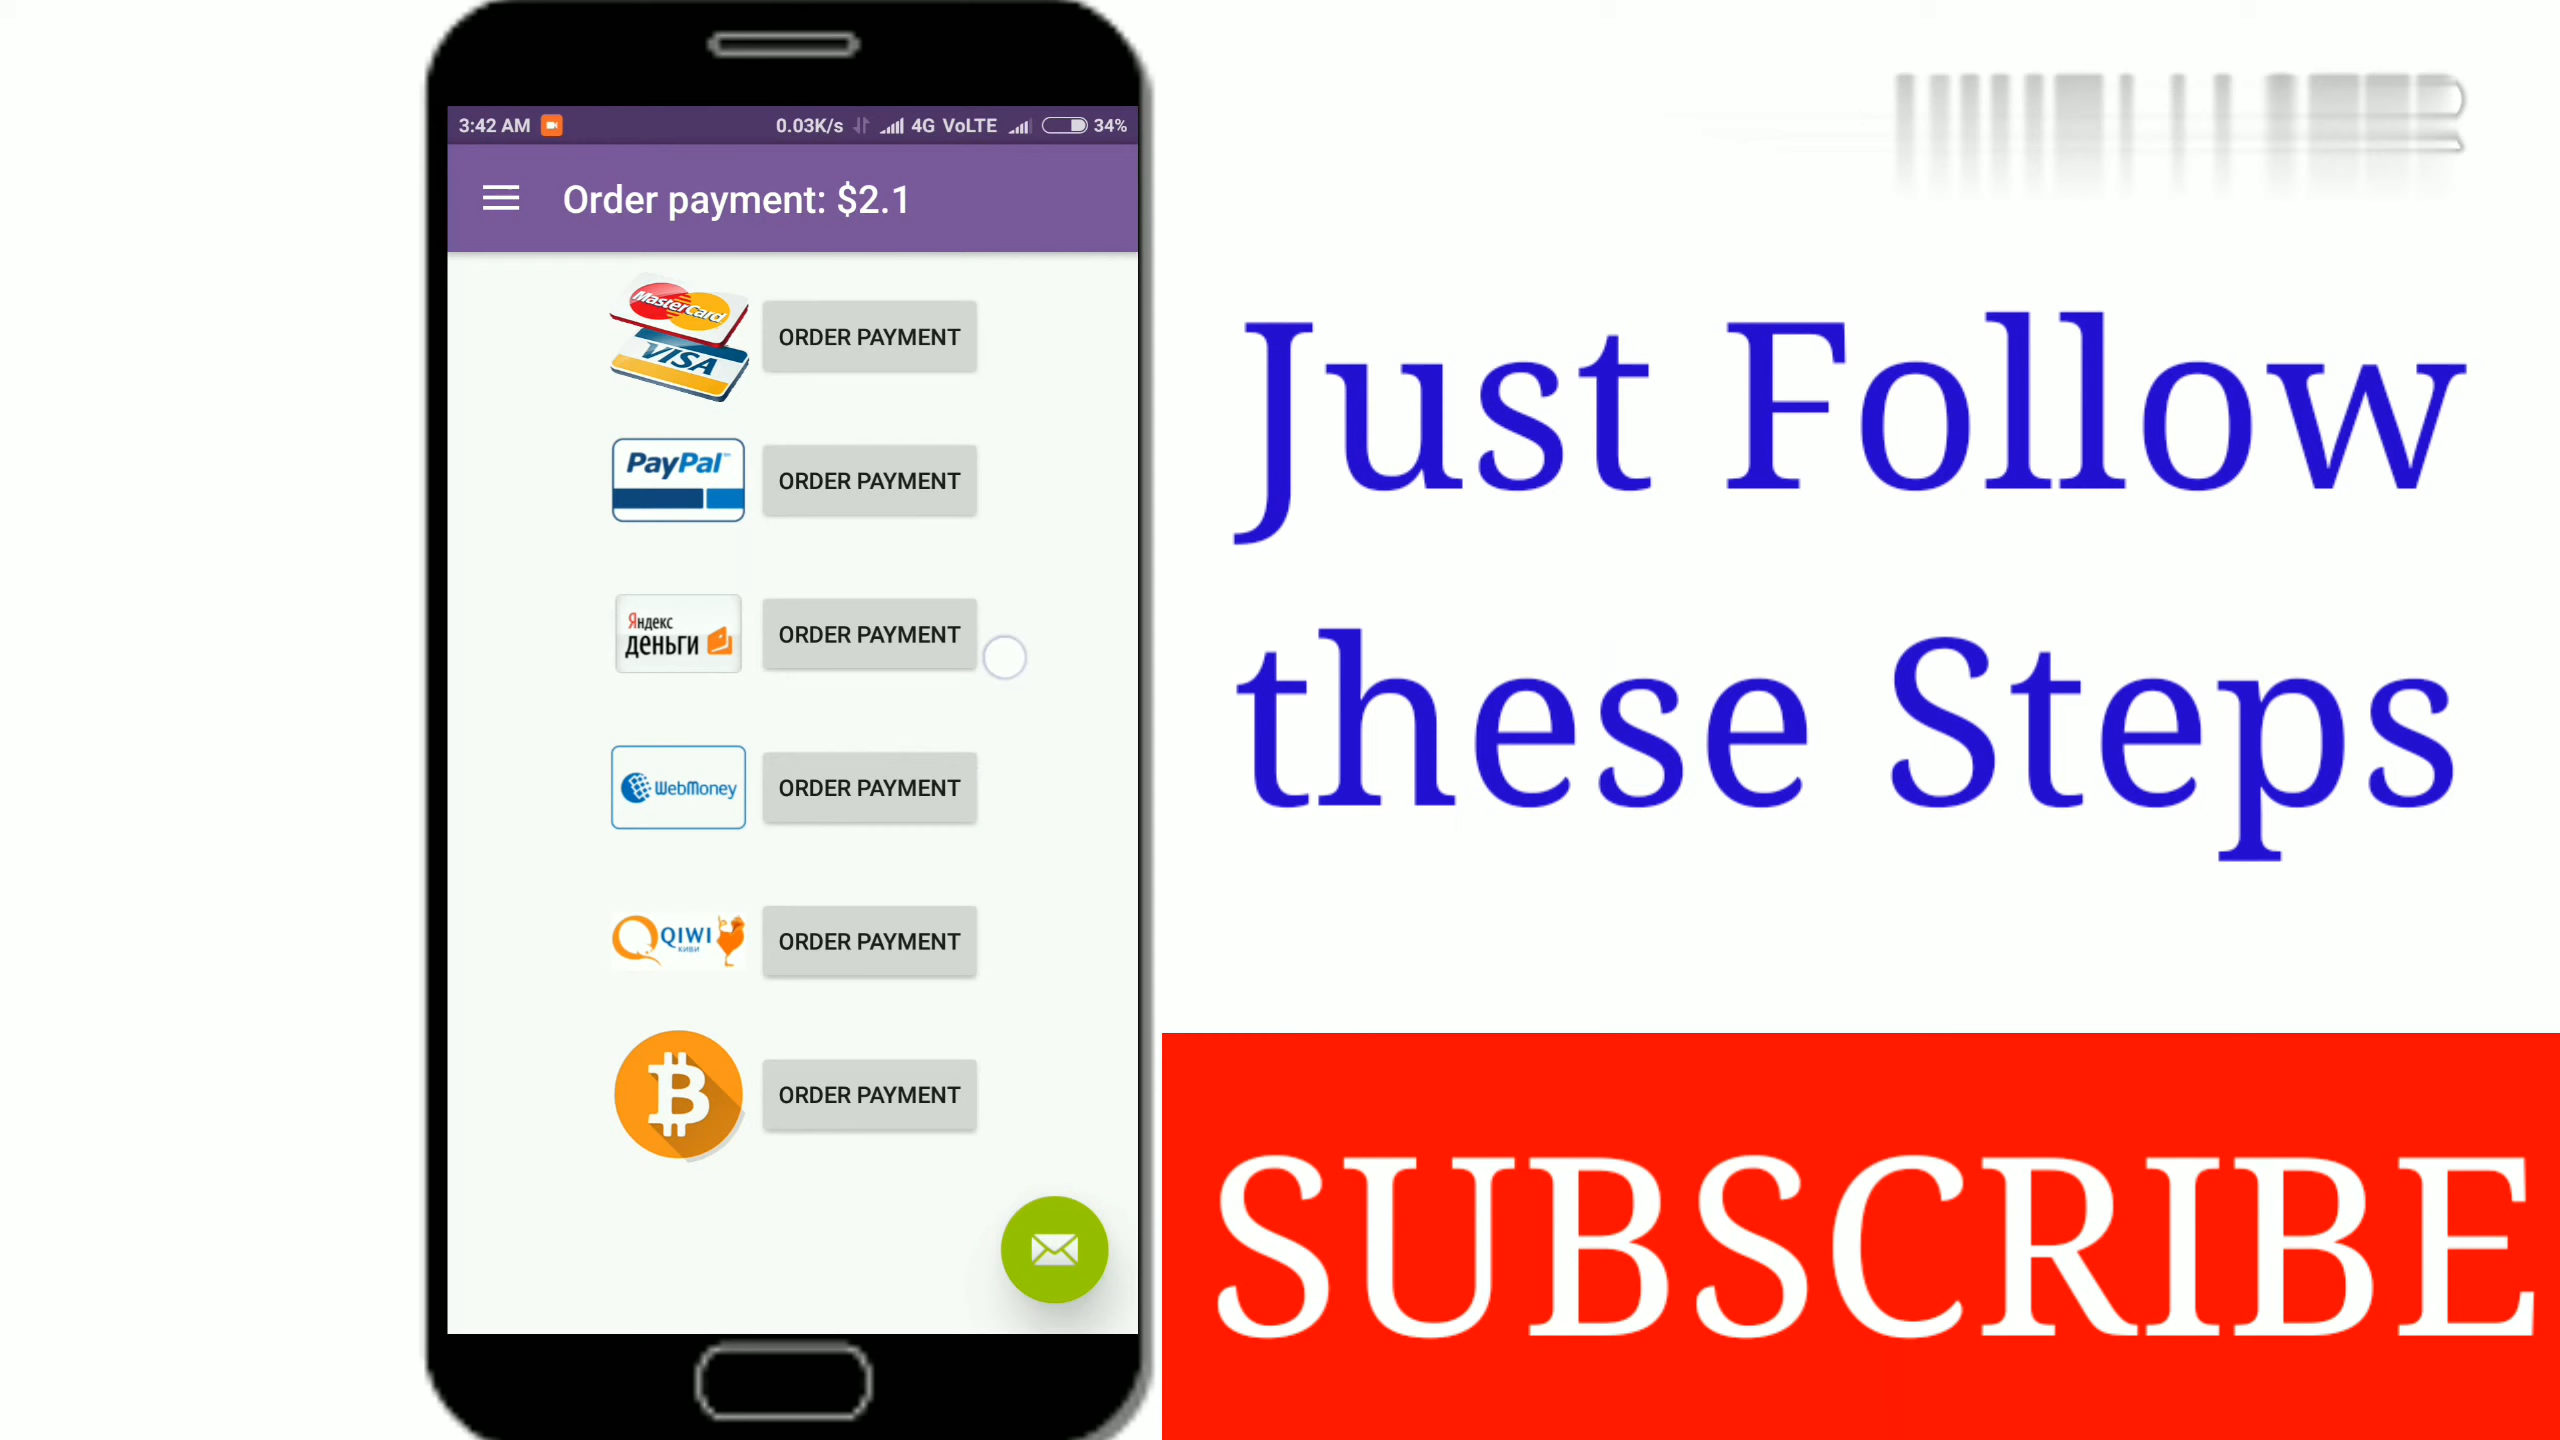 3:42 AM 0.03K/s 4G VoLTE 34%
Order payment: $2.1
MasterCard
VISA
ORDER PAYMENT
PayPal
ORDER PAYMENT
Яндекс
деньги
ORDER PAYMENT
WebMoney
ORDER PAYMENT
QIWI
КИВИ
ORDER PAYMENT
ORDER PAYMENT
Just Follow
these Steps
SUBSCRIBE